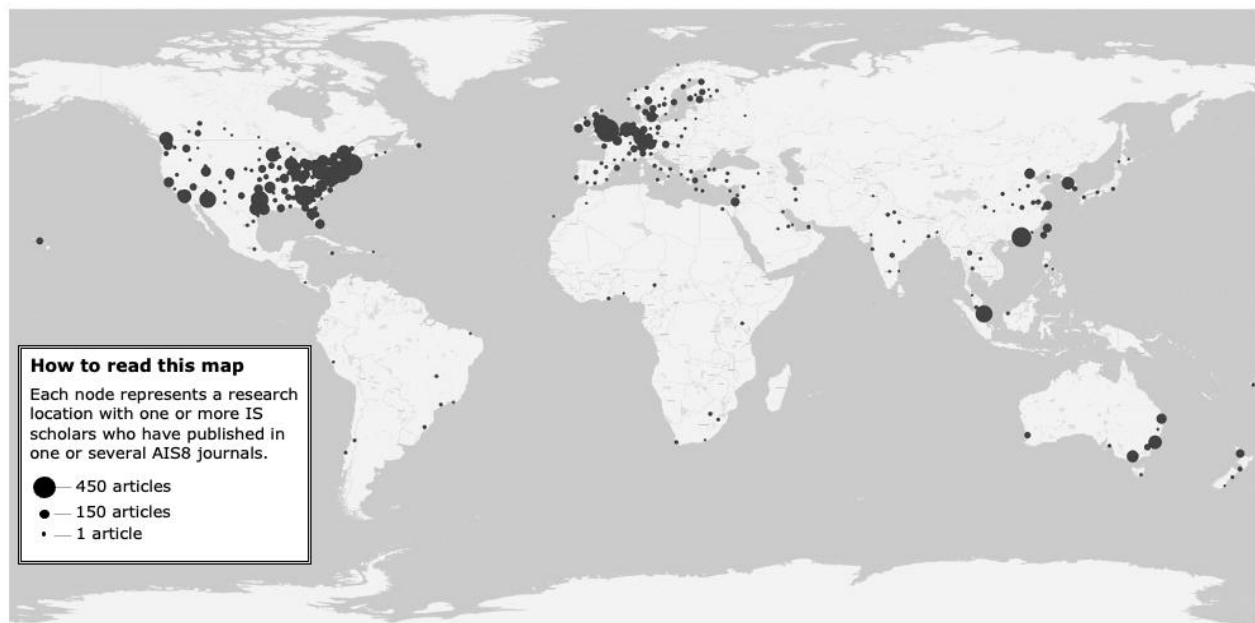 How to read this map
Each node represents a research
location with one or more IS
scholars who have published in
one or several AIS8 journals.
450 articles
150 articles
1 article